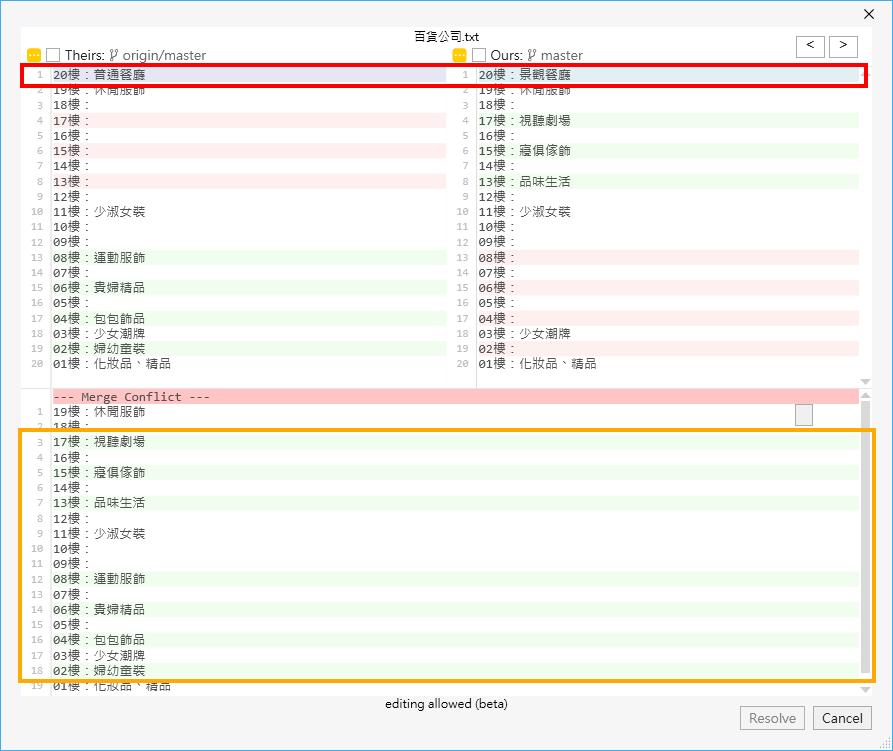 百貨公司.txt
Theirs: origin/master
Ours: master
< >
1 20樓：普通餐廳
2 19樓：休閒服飾
3 18樓：
4 17樓：
5 16樓：
6 15樓：
7 14樓：
8 13樓：
9 12樓：
10 11樓：少淑女裝
11 10樓：
12 09樓：
13 08樓：運動服飾
14 07樓：
15 06樓：貴婦精品
16 05樓：
17 04樓：包包飾品
18 03樓：少女潮牌
19 02樓：婦幼童裝
20 01樓：化妝品、精品
1 20樓：景觀餐廳
2 19樓：休閒服飾
3 18樓：
4 17樓：視聽劇場
5 16樓：
6 15樓：寢俱傢飾
7 14樓：
8 13樓：品味生活
9 12樓：
10 11樓：少淑女裝
11 10樓：
12 09樓：
13 08樓：
14 07樓：
15 06樓：
16 05樓：
17 04樓：
18 03樓：少女潮牌
19 02樓：
20 01樓：化妝品、精品
--- Merge Conflict ---
1 19樓：休閒服飾
2 18樓：
3 17樓：視聽劇場
4 16樓：
5 15樓：寢俱傢飾
6 14樓：
7 13樓：品味生活
8 12樓：
9 11樓：少淑女裝
10 10樓：
11 09樓：
12 08樓：運動服飾
13 07樓：
14 06樓：貴婦精品
15 05樓：
16 04樓：包包飾品
17 03樓：少女潮牌
18 02樓：婦幼童裝
19 01樓：化妝品、精品
editing allowed (beta)
Resolve
Cancel